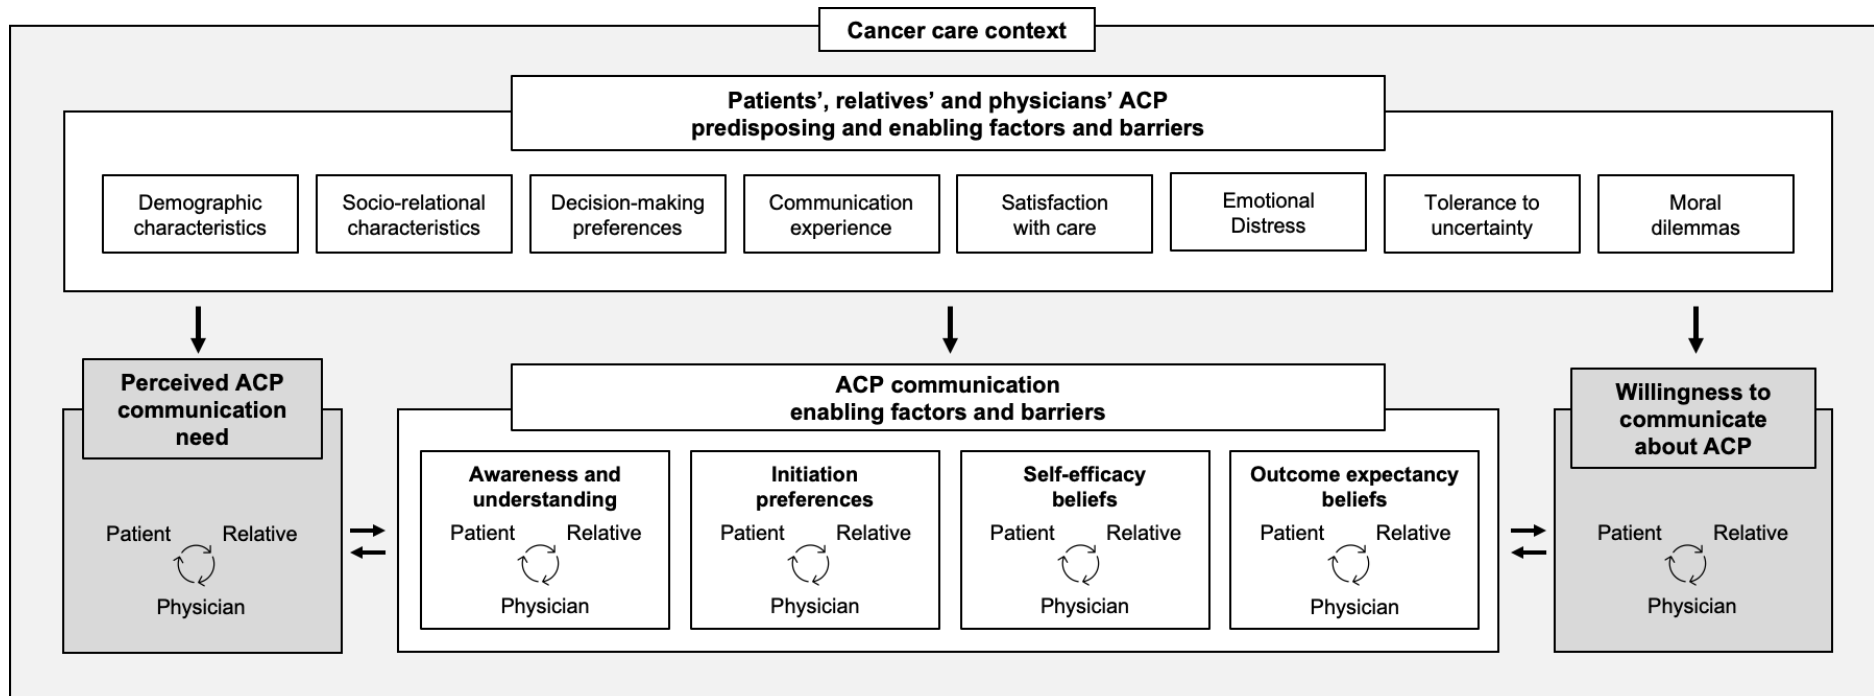 Cancer care context
Patients’, relatives’ and physicians’ ACP
predisposing and enabling factors and barriers
Demographic
characteristics
Socio-relational
characteristics
Decision-making
preferences
Communication
experience
Satisfaction
with care
Emotional
Distress
Tolerance to
uncertainty
Moral
dilemmas
Perceived ACP
communication
need
Patient
Relative
Physician
ACP communication
enabling factors and barriers
Awareness and
understanding
Patient
Relative
Physician
Initiation
preferences
Patient
Relative
Physician
Self-efficacy
beliefs
Patient
Relative
Physician
Outcome expectancy
beliefs
Patient
Relative
Physician
Willingness to
communicate
about ACP
Patient
Relative
Physician